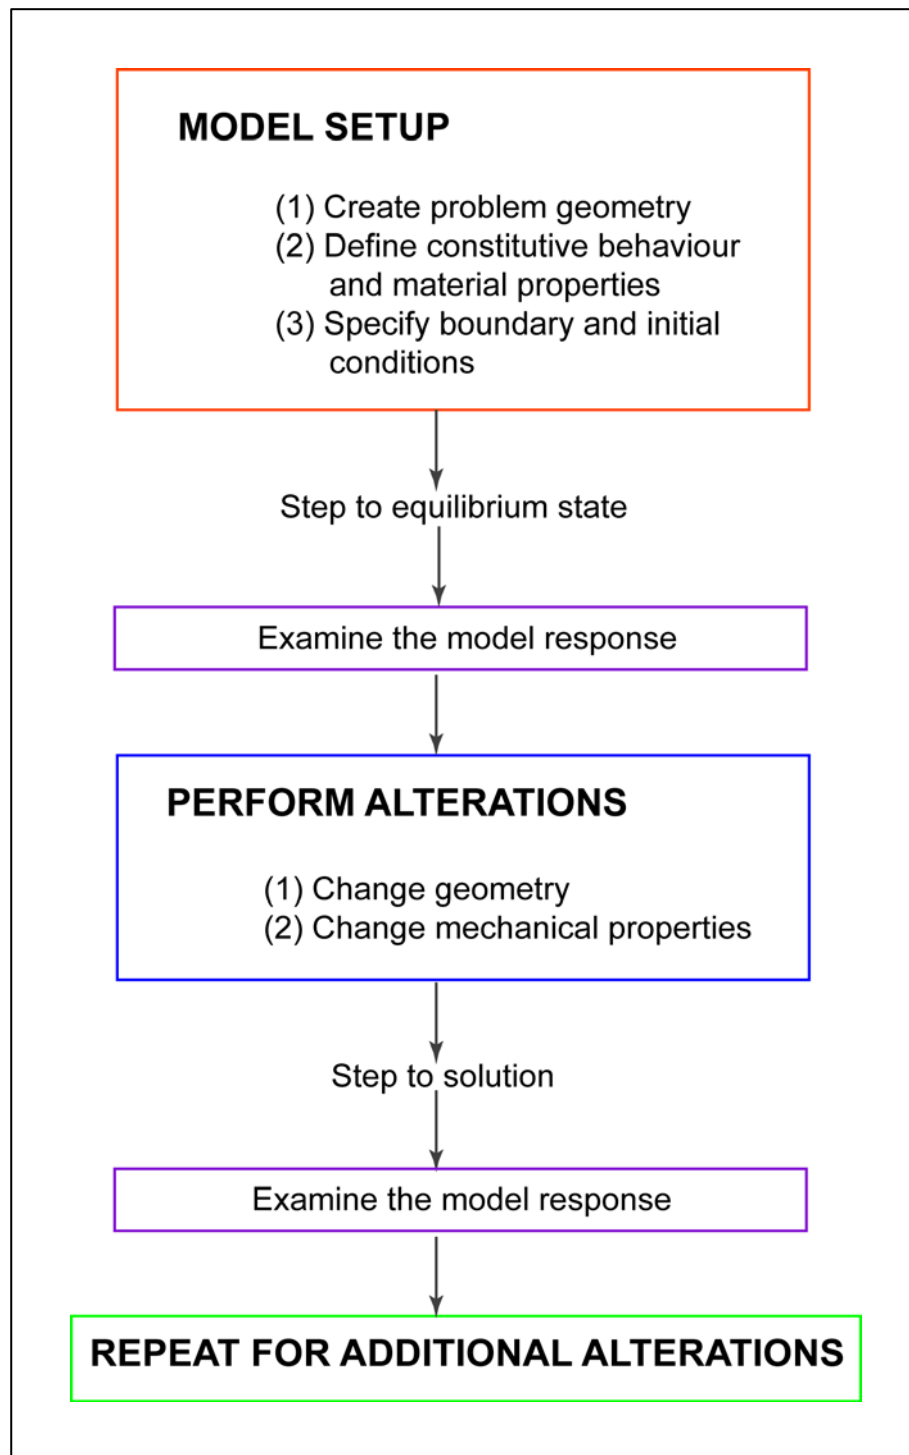 MODEL SETUP
(1) Create problem geometry
(2) Define constitutive behaviour
and material properties
(3) Specify boundary and initial
conditions
Step to equilibrium state
Examine the model response
PERFORM ALTERATIONS
(1) Change geometry
(2) Change mechanical properties
Step to solution
Examine the model response
REPEAT FOR ADDITIONAL ALTERATIONS